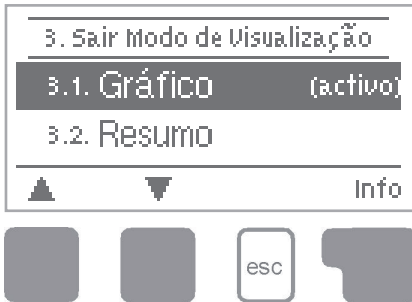 3. Sair Modo de Visualização
3.1. Gráfico (activo)
3.2. Resumo
Info
esc